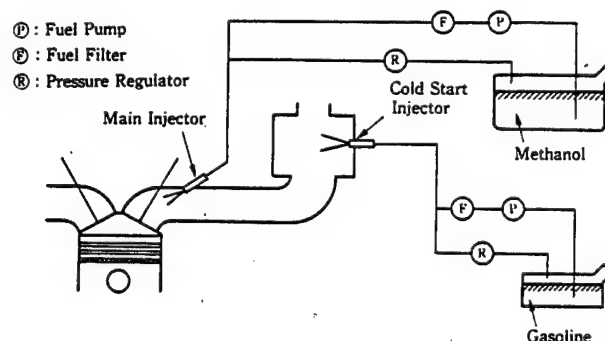 Ⓟ : Fuel Pump
Ⓕ : Fuel Filter
Ⓡ : Pressure Regulator
F
P
R
Cold Start
Injector
Main Injector
Methanol
F
P
R
Gasoline